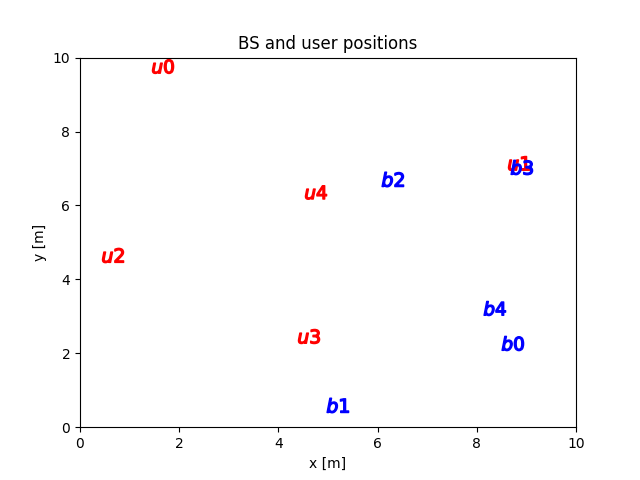 BS and user positions
10
u0
8
u1
b3
b2
u4
6
y [m]
u2
4
b4
u3
b0
2
b1
0
0 2 4 6 8 10
x [m]